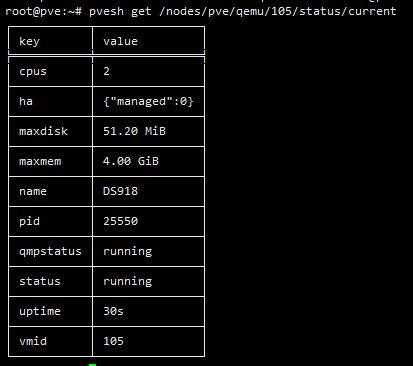 root@pve:~# pvesh get /nodes/pve/qemu/105/status/current
key value
cpus 2
ha {"managed":0}
maxdisk 51.20 MiB
maxmem 4.00 GiB
name DS918
pid 25550
qmpstatus running
status running
uptime 30s
vmid 105